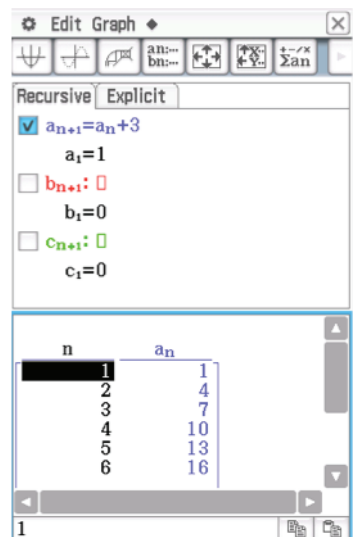 Edit Graph
an:···
bn:···
Σan
Recursive Explicit
aₙ₊₁=aₙ+3
a₁=1
bₙ₊₁:
b₁=0
cₙ₊₁:
c₁=0
n aₙ
1 1
2 4
3 7
4 10
5 13
6 16
1